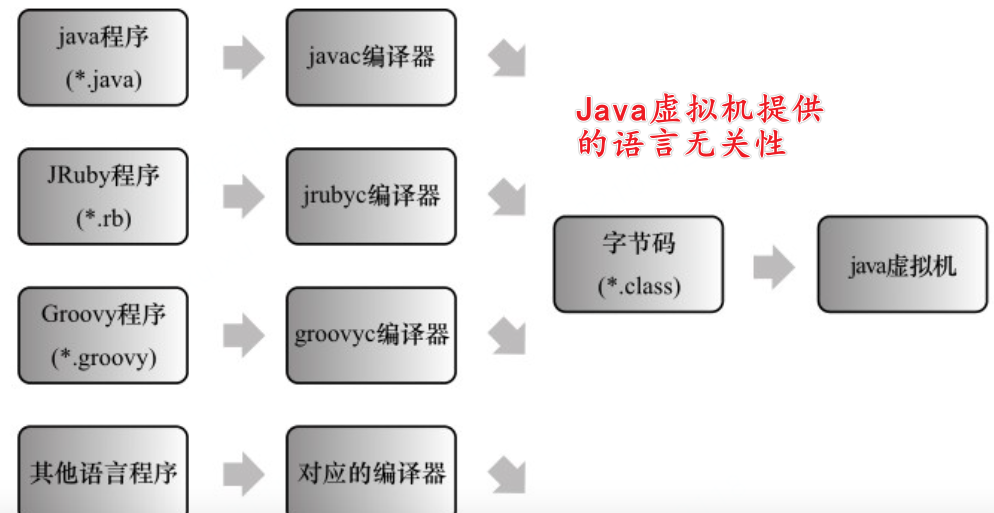 java程序
(*.java)
javac编译器
Java虚拟机提供
的语言无关性
JRuby程序
(*.rb)
jrubyc编译器
字节码
(*.class)
java虚拟机
Groovy程序
(*.groovy)
groovyc编译器
其他语言程序
对应的编译器